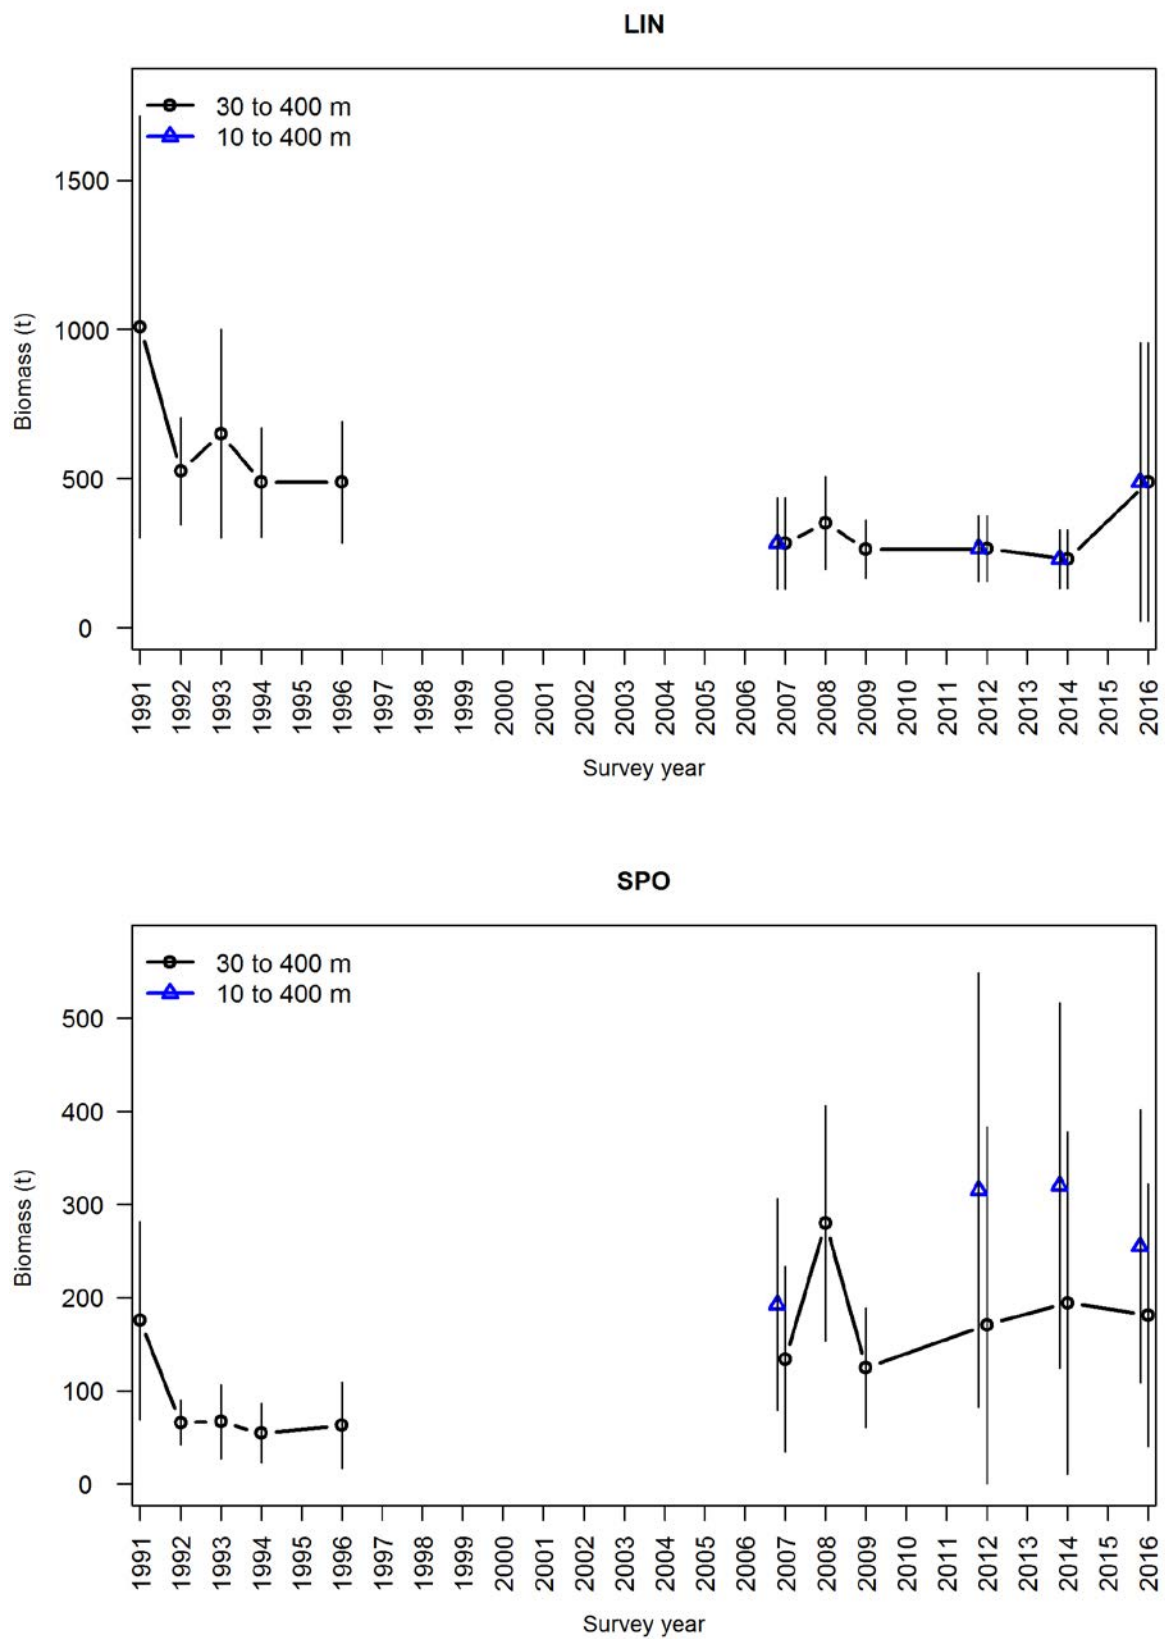 LIN
30 to 400 m
10 to 400 m
1500
1000
500
0
Biomass (t)
1991 1992 1993 1994 1995 1996 1997 1998 1999 2000 2001 2002 2003 2004 2005 2006 2007 2008 2009 2010 2011 2012 2013 2014 2015 2016
Survey year
SPO
30 to 400 m
10 to 400 m
500
400
300
200
100
0
Biomass (t)
1991 1992 1993 1994 1995 1996 1997 1998 1999 2000 2001 2002 2003 2004 2005 2006 2007 2008 2009 2010 2011 2012 2013 2014 2015 2016
Survey year